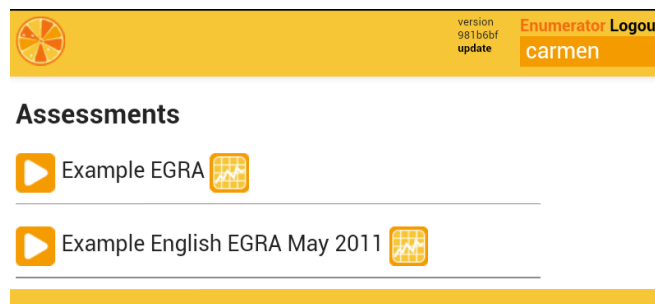 version
981b6bf
update
Enumerator Logou
carmen
Assessments
Example EGRA
Example English EGRA May 2011